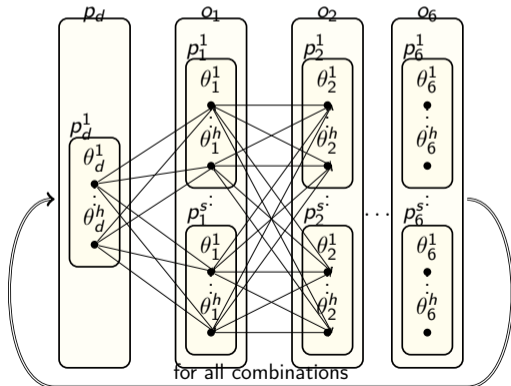 p_d o_1 o_2 o_6
p_1^1 p_2^1 p_6^1
θ_1^1 θ_2^1 θ_6^1
p_d^1
θ_1^h θ_2^h θ_6^h
θ_d^1
θ_d^h
p_1^s p_2^s ... p_6^s
θ_1^1 θ_2^1 θ_6^1
θ_1^h θ_2^h θ_6^h
for all combinations